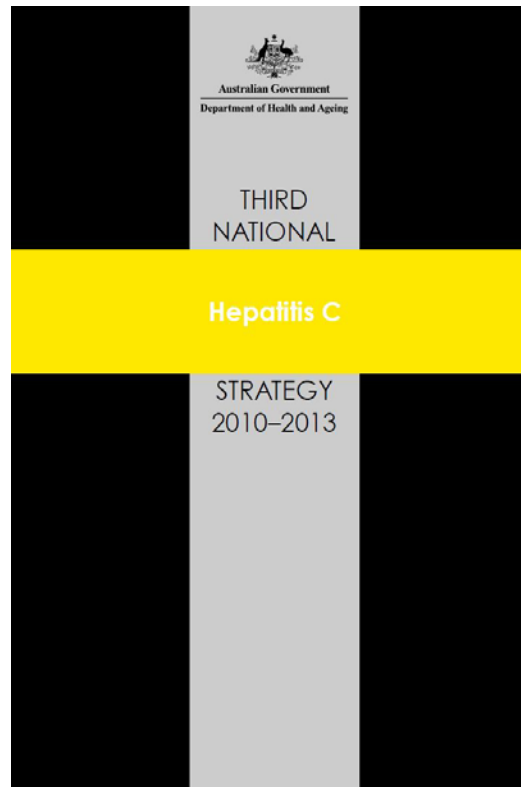 Australian Government
Department of Health and Ageing
THIRD
NATIONAL
Hepatitis C
STRATEGY
2010–2013